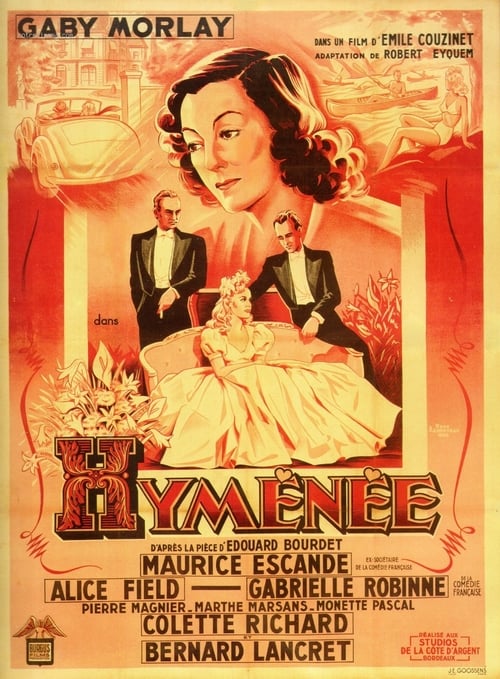 GABY MORLAY
DANS UN FILM D'EMILE COUZINET
ADAPTATION DE ROBERT EYQUEM
dans
HYMÉNÉE
D'APRÈS LA PIÈCE D'EDOUARD BOURDET
MAURICE ESCANDE EX-SOCIÉTAIRE
DE LA COMÉDIE FRANÇAISE
ALICE FIELD — GABRIELLE ROBINNE DE LA COMÉDIE FRANÇAISE
PIERRE MAGNIER - MARTHE MARSANS - MONETTE PASCAL
COLETTE RICHARD
ET
BERNARD LANCRET
BURGUS
FILMS
RÉALISÉ AUX
STUDIOS
DE LA CÔTE D'ARGENT
BORDEAUX
J.E. GOOSSENS